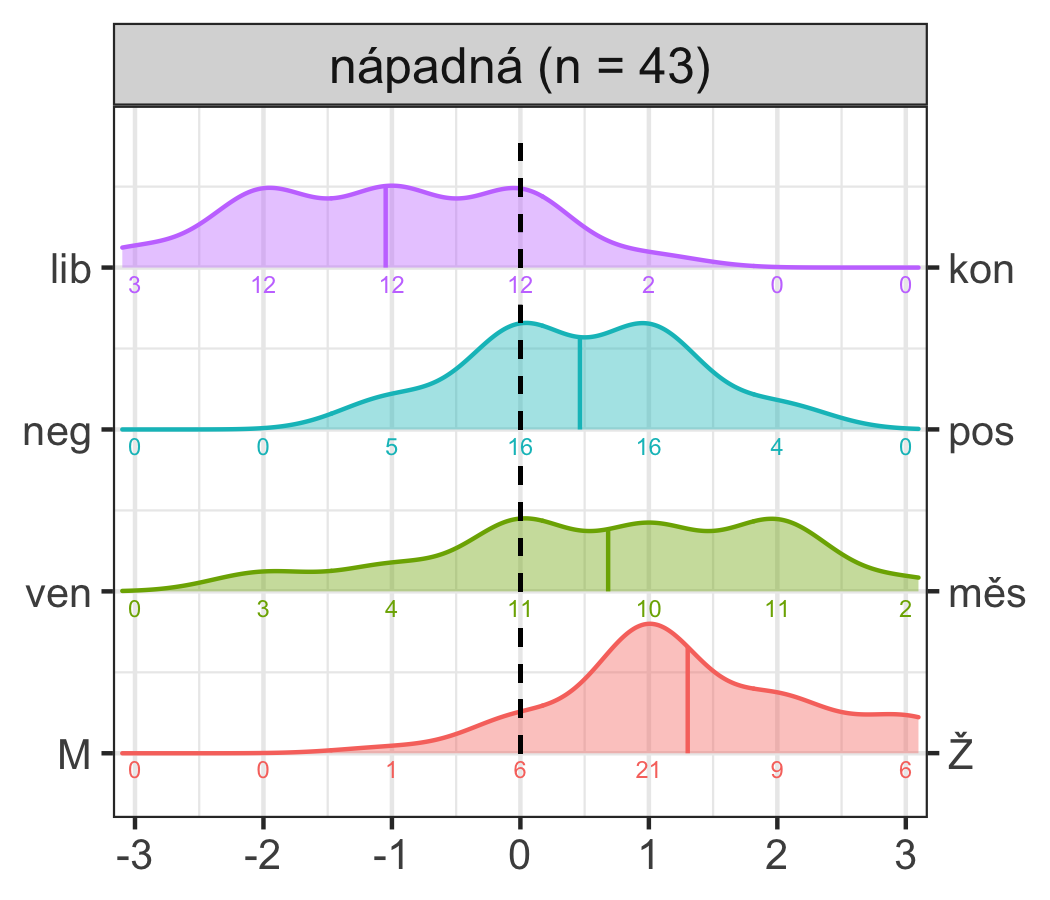 nápadná (n = 43)
lib kon
3 12 12 12 2 0 0
neg pos
0 0 5 16 16 4 0
ven měs
0 3 4 11 10 11 2
M Ž
0 0 1 6 21 9 6
-3 -2 -1 0 1 2 3